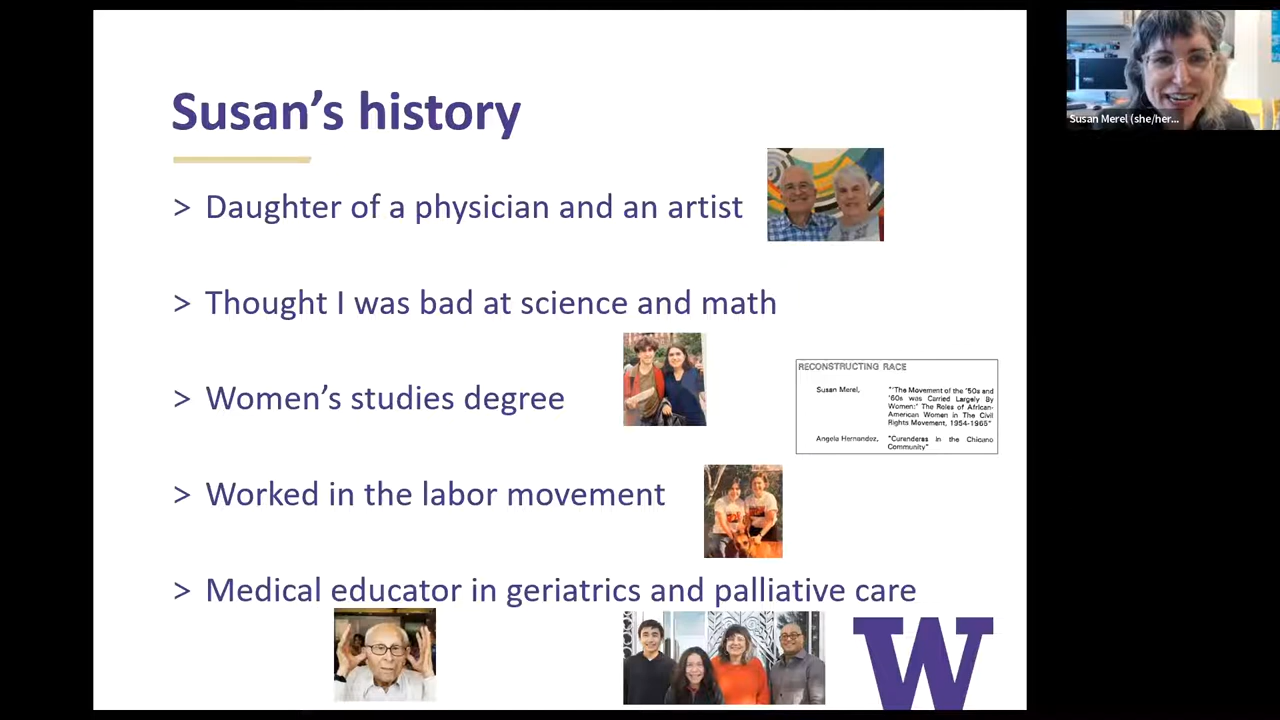 Susan's history
> Daughter of a physician and an artist
> Thought I was bad at science and math
> Women's studies degree
> Worked in the labor movement
> Medical educator in geriatrics and palliative care
RECONSTRUCTING RACE
Susan Merel, "'The Movement of the '50s and
'60s was Carried Largely By
Women:' The Roles of African-
American Women in The Civil
Rights Movement, 1954-1965"
Angela Hernandez, "Curanderas in the Chicano
Community"
W
Susan Merel (she/her...